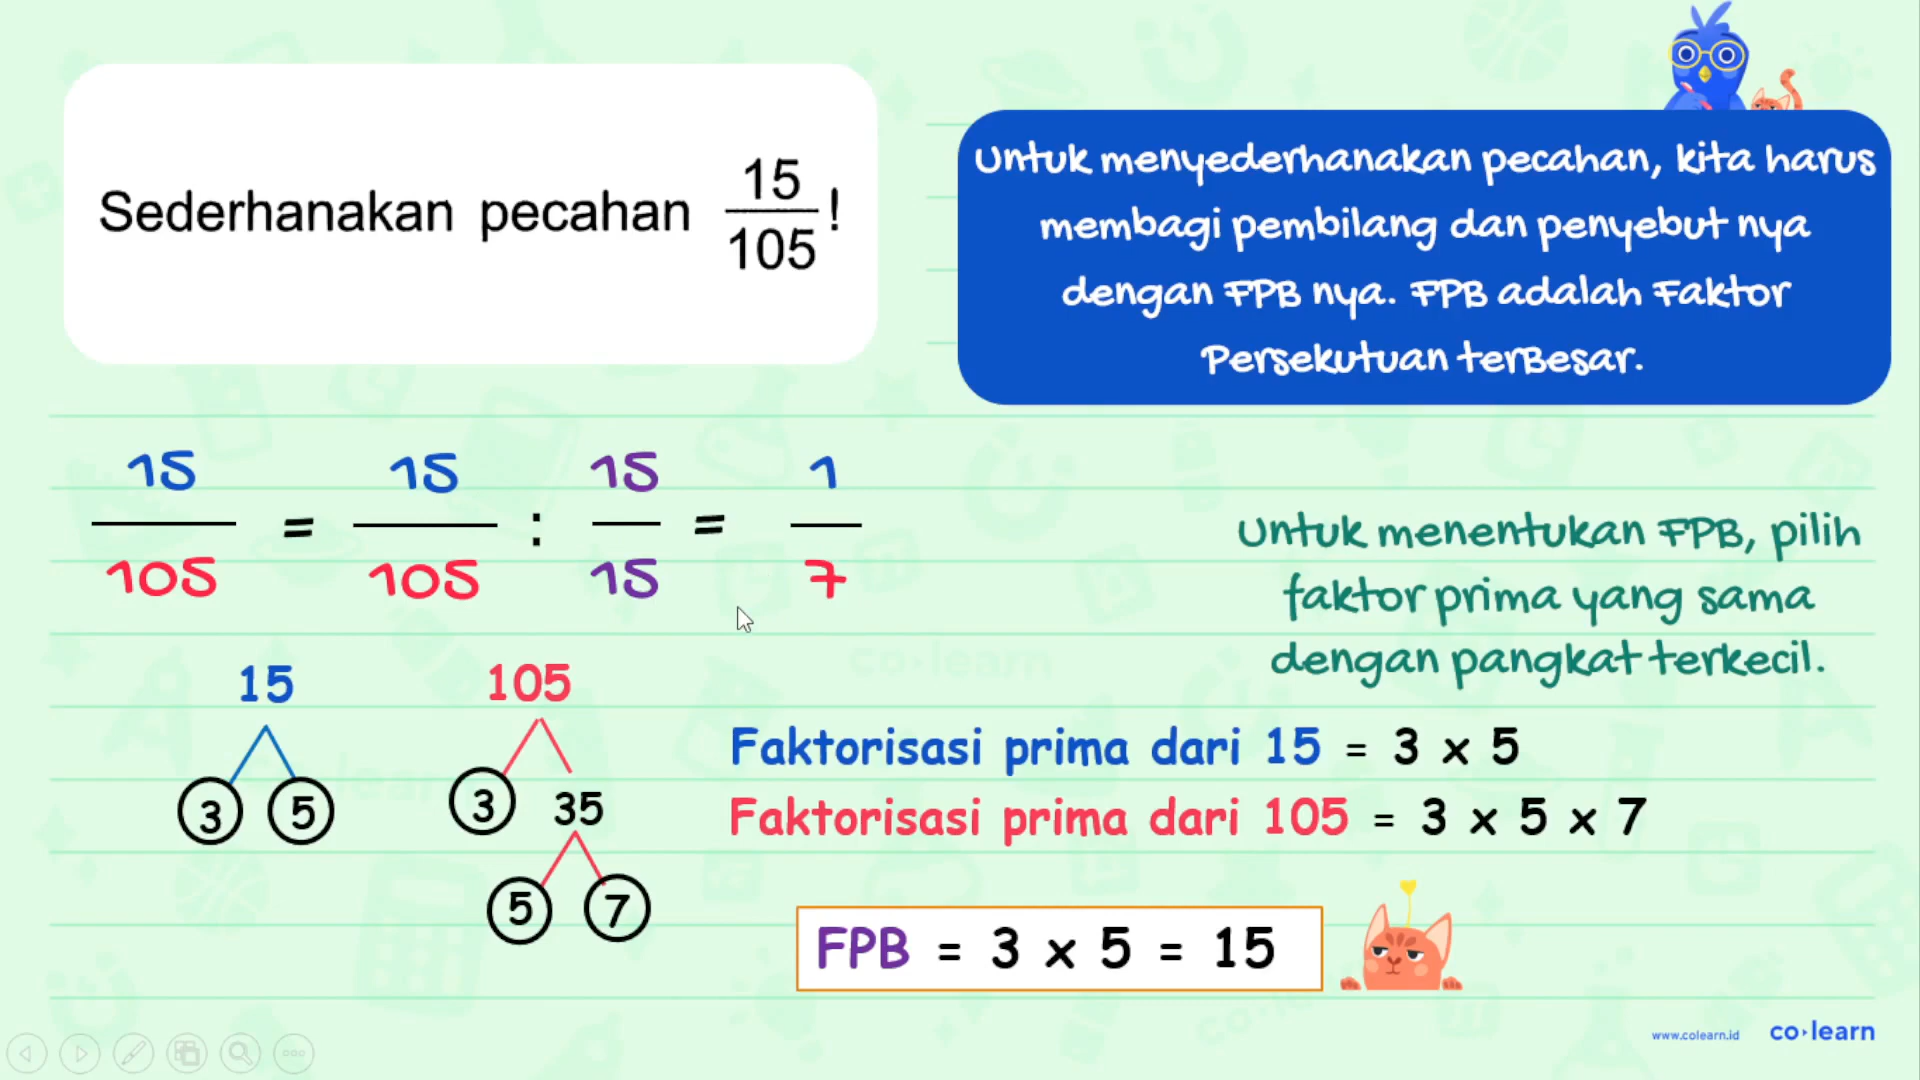 Sederhanakan pecahan 15/105 !
Untuk menyederhanakan pecahan, kita harus
membagi pembilang dan penyebut nya
dengan FPB nya. FPB adalah Faktor
Persekutuan terBesar.
15/105 = 15/105 : 15/15 = 1/7
Untuk menentukan FPB, pilih
faktor prima yang sama
dengan pangkat terkecil.
15
3 5
105
3 35
5 7
Faktorisasi prima dari 15 = 3 x 5
Faktorisasi prima dari 105 = 3 x 5 x 7
FPB = 3 x 5 = 15
www.colearn.id co learn
co learn